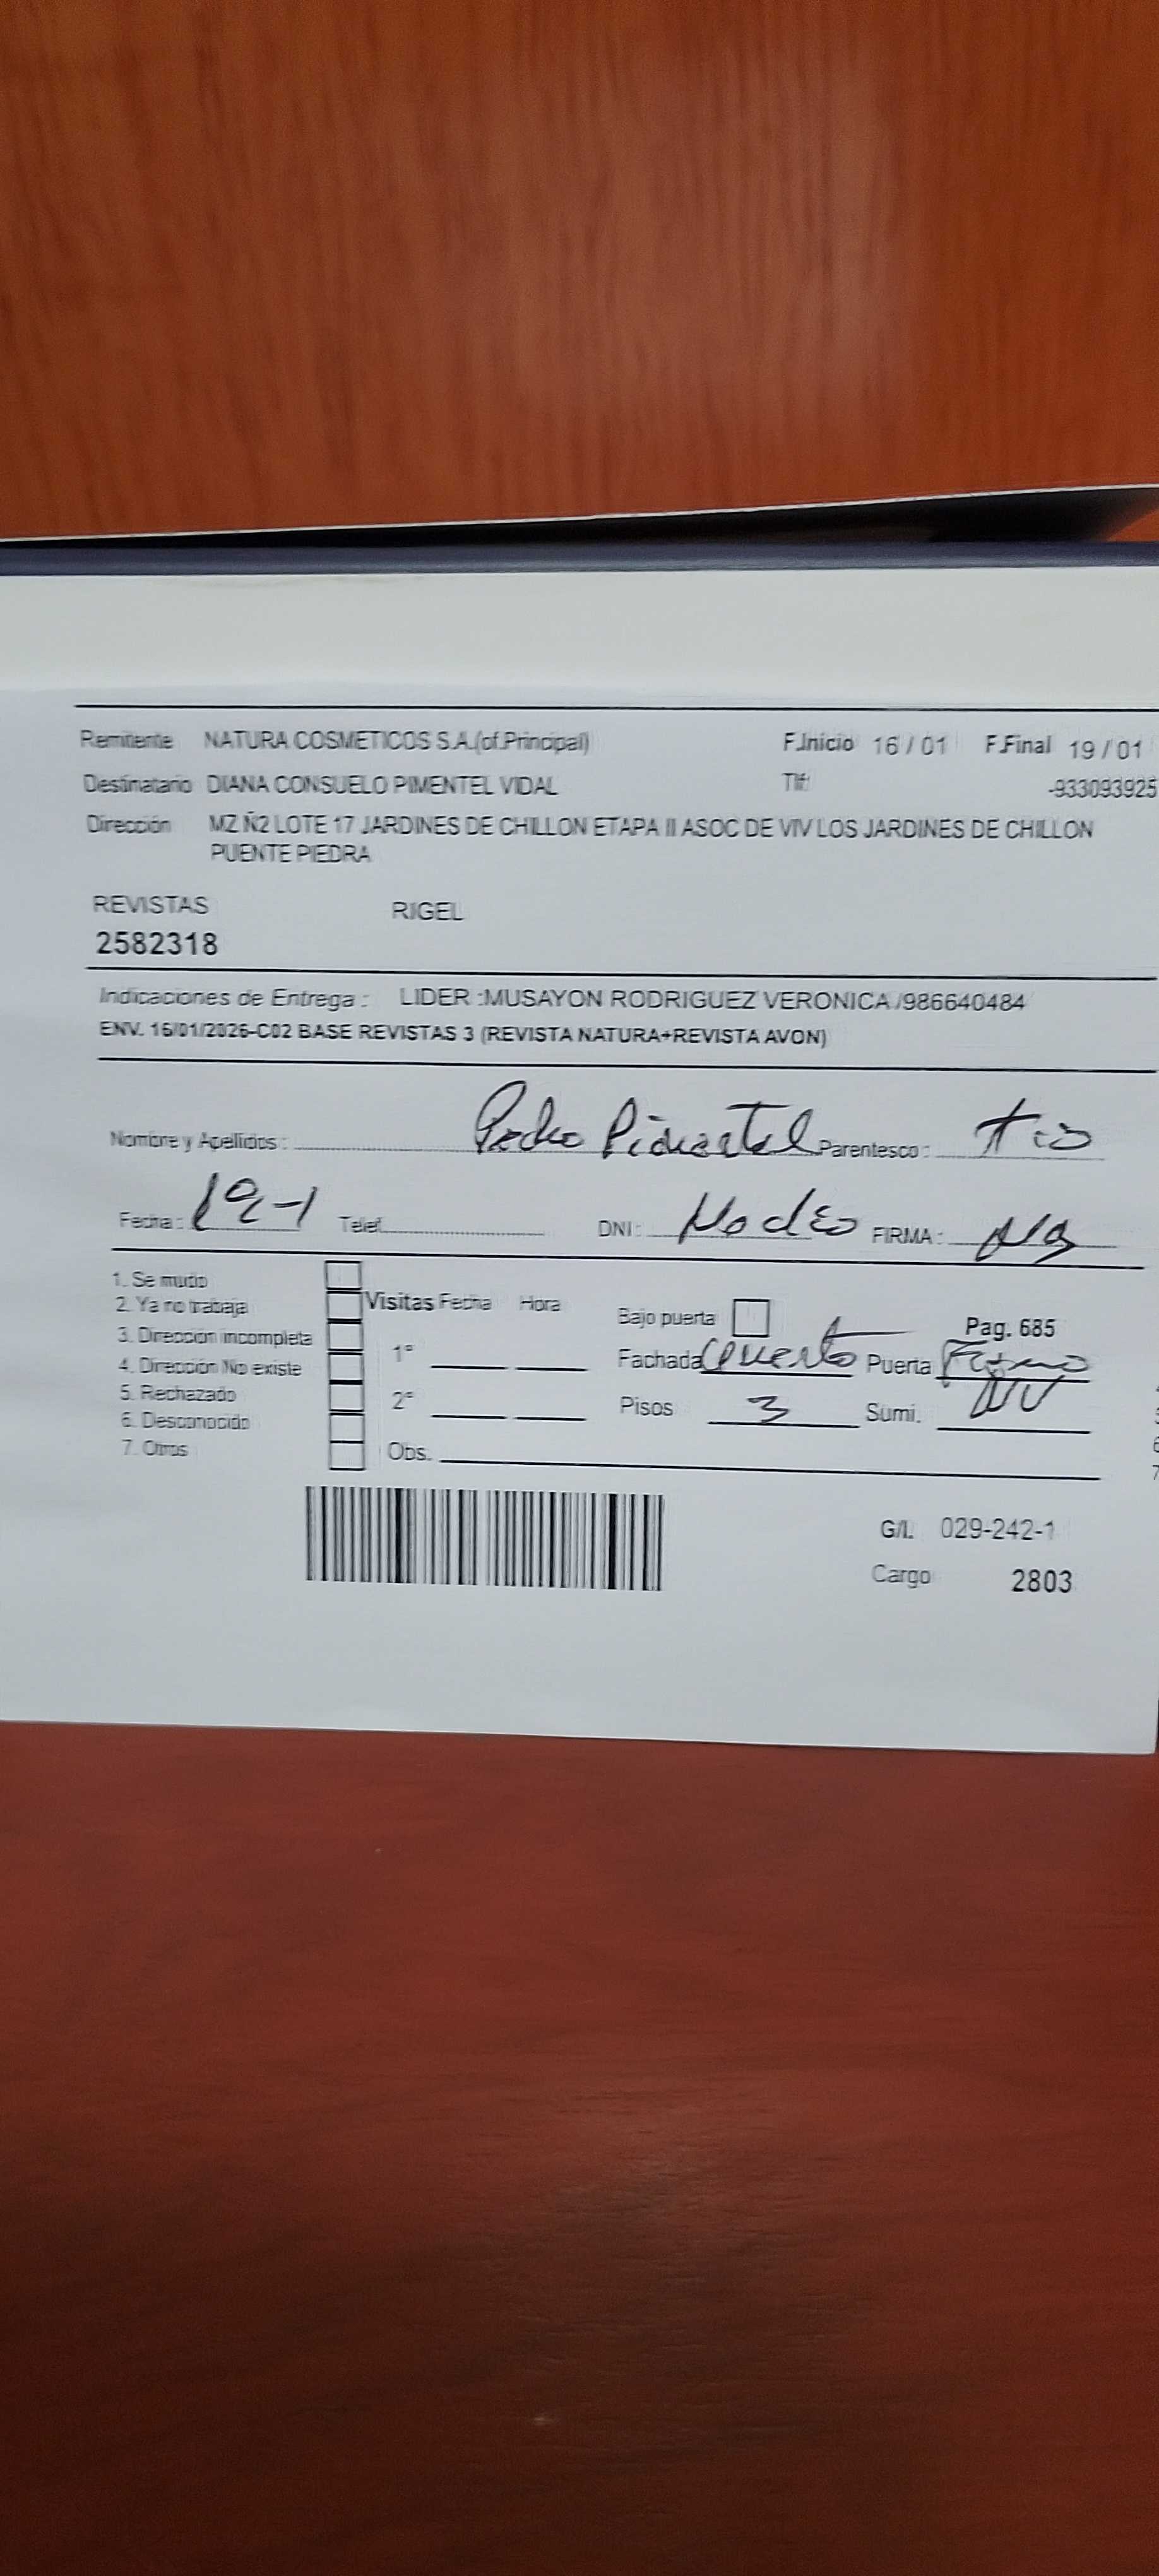 Remitente NATURA COSMETICOS S.A.(of.Principal) F.Inicio 16 / 01 F.Final 19 / 01
Destinatario DIANA CONSUELO PIMENTEL VIDAL Tlf: -933093925
Dirección MZ Ñ2 LOTE 17 JARDINES DE CHILLON ETAPA II ASOC DE VIV LOS JARDINES DE CHILLON
PUENTE PIEDRA
REVISTAS RIGEL
2582318
Indicaciones de Entrega : LIDER :MUSAYON RODRIGUEZ VERONICA /986640484
ENV. 15/01/2026-C02 BASE REVISTAS 3 (REVISTA NATURA+REVISTA AVON)
Nombre y Apellidos : Pedro Pimentel Parentesco : tio
Fecha : 19-1 Telef. DNI : No dio FIRMA :
1. Se mudo
2. Ya no trabaja Visitas Fecha Hora Bajo puerta Pag. 685
3. Dirección incompleta 1° Fachada Puerta
4. Dirección No existe
5. Rechazado 2° Pisos 3 Sumi. NV
6. Desconocido
7. Otros Obs.
G/L 029-242-1
Cargo 2803